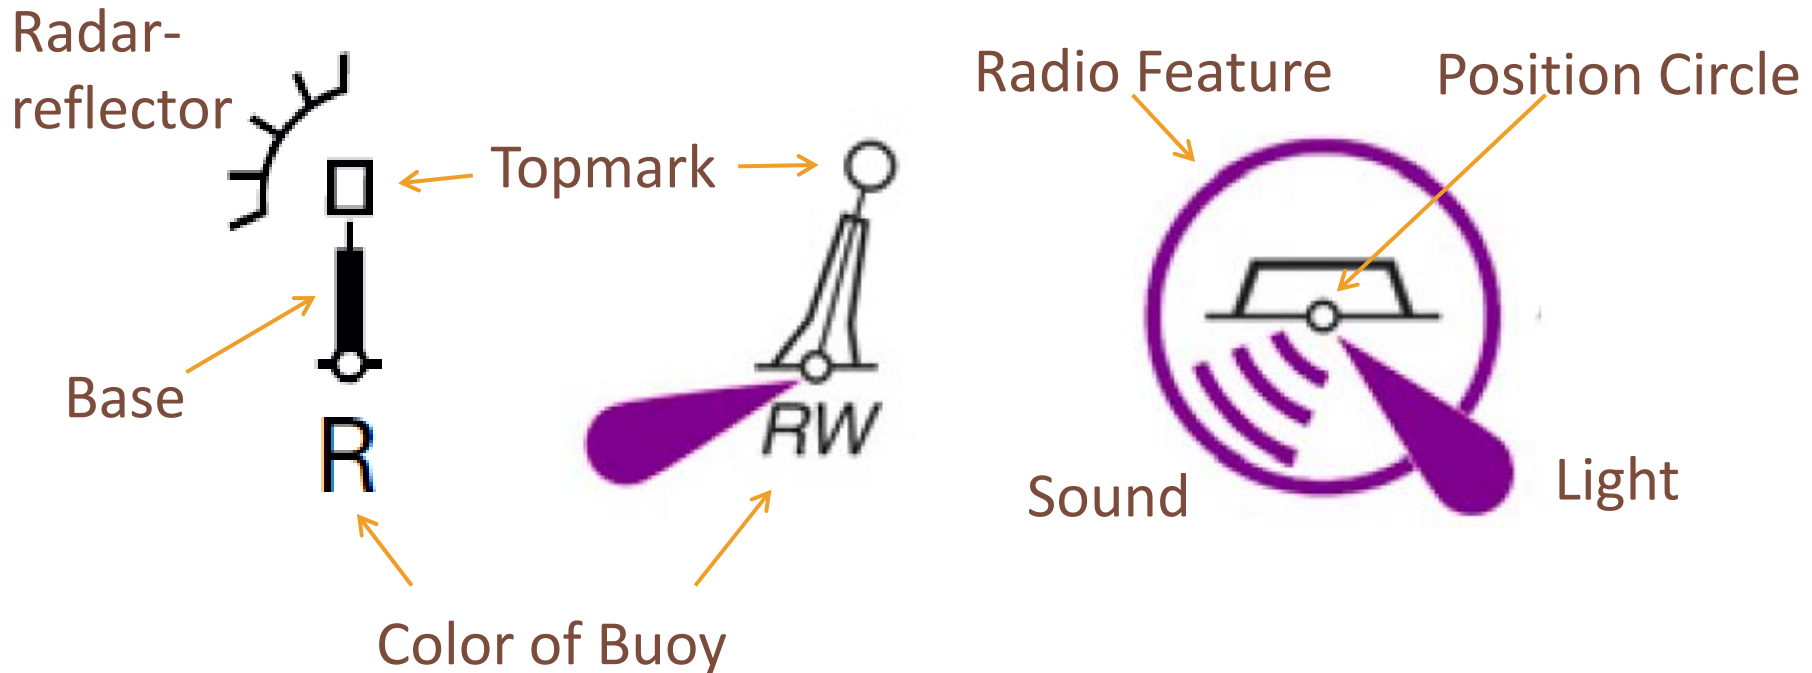 Radar-
reflector
Topmark
Base
R
RW
Color of Buoy
Radio Feature
Position Circle
Sound
Light